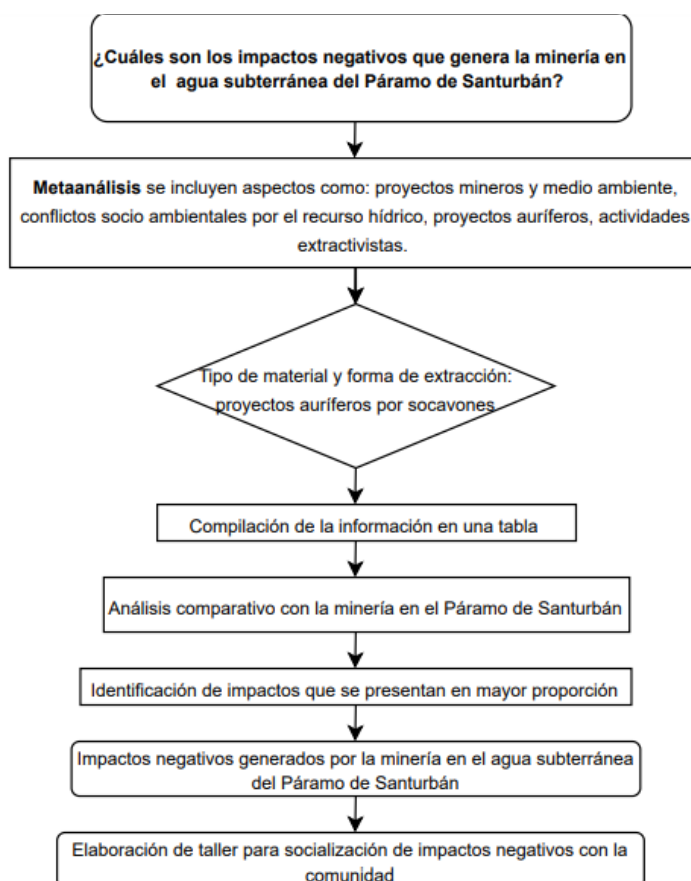 ¿Cuáles son los impactos negativos que genera la minería en
el agua subterránea del Páramo de Santurbán?
Metaanálisis se incluyen aspectos como: proyectos mineros y medio ambiente,
conflictos socio ambientales por el recurso hídrico, proyectos auríferos, actividades
extractivistas.
Tipo de material y forma de extracción:
proyectos auríferos por socavones
Compilación de la información en una tabla
Análisis comparativo con la minería en el Páramo de Santurbán
Identificación de impactos que se presentan en mayor proporción
Impactos negativos generados por la minería en el agua subterránea
del Páramo de Santurbán
Elaboración de taller para socialización de impactos negativos con la
comunidad